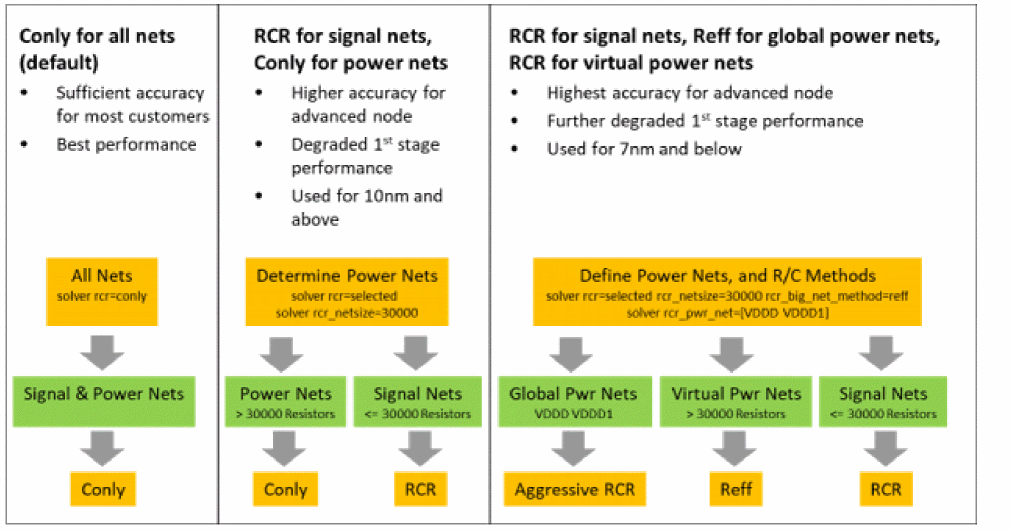 Conly for all nets
(default)
• Sufficient accuracy
for most customers
• Best performance
All Nets
solver rcr=conly
Signal & Power Nets
Conly
RCR for signal nets,
Conly for power nets
• Higher accuracy for
advanced node
• Degraded 1st stage
performance
• Used for 10nm and
above
Determine Power Nets
solver rcr=selected
solver rcr_netsize=30000
Power Nets
> 30000 Resistors
Signal Nets
<= 30000 Resistors
Conly
RCR
RCR for signal nets, Reff for global power nets,
RCR for virtual power nets
• Highest accuracy for advanced node
• Further degraded 1st stage performance
• Used for 7nm and below
Define Power Nets, and R/C Methods
solver rcr=selected rcr_netsize=30000 rcr_big_net_method=reff
solver rcr_pwr_net=[VDDD VDDD1]
Global Pwr Nets
VDDD VDDD1
Virtual Pwr Nets
> 30000 Resistors
Signal Nets
<= 30000 Resistors
Aggressive RCR
Reff
RCR